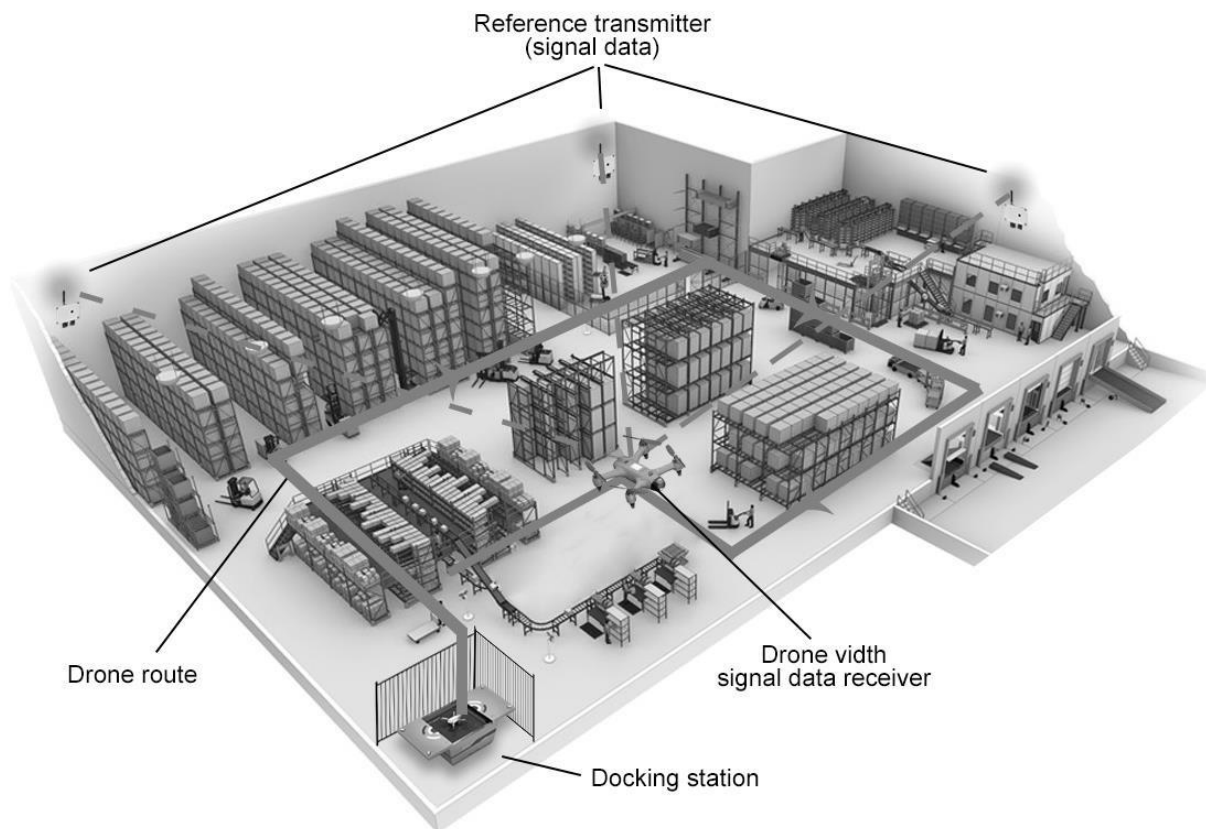 Reference transmitter
(signal data)
Drone route
Drone vidth
signal data receiver
Docking station